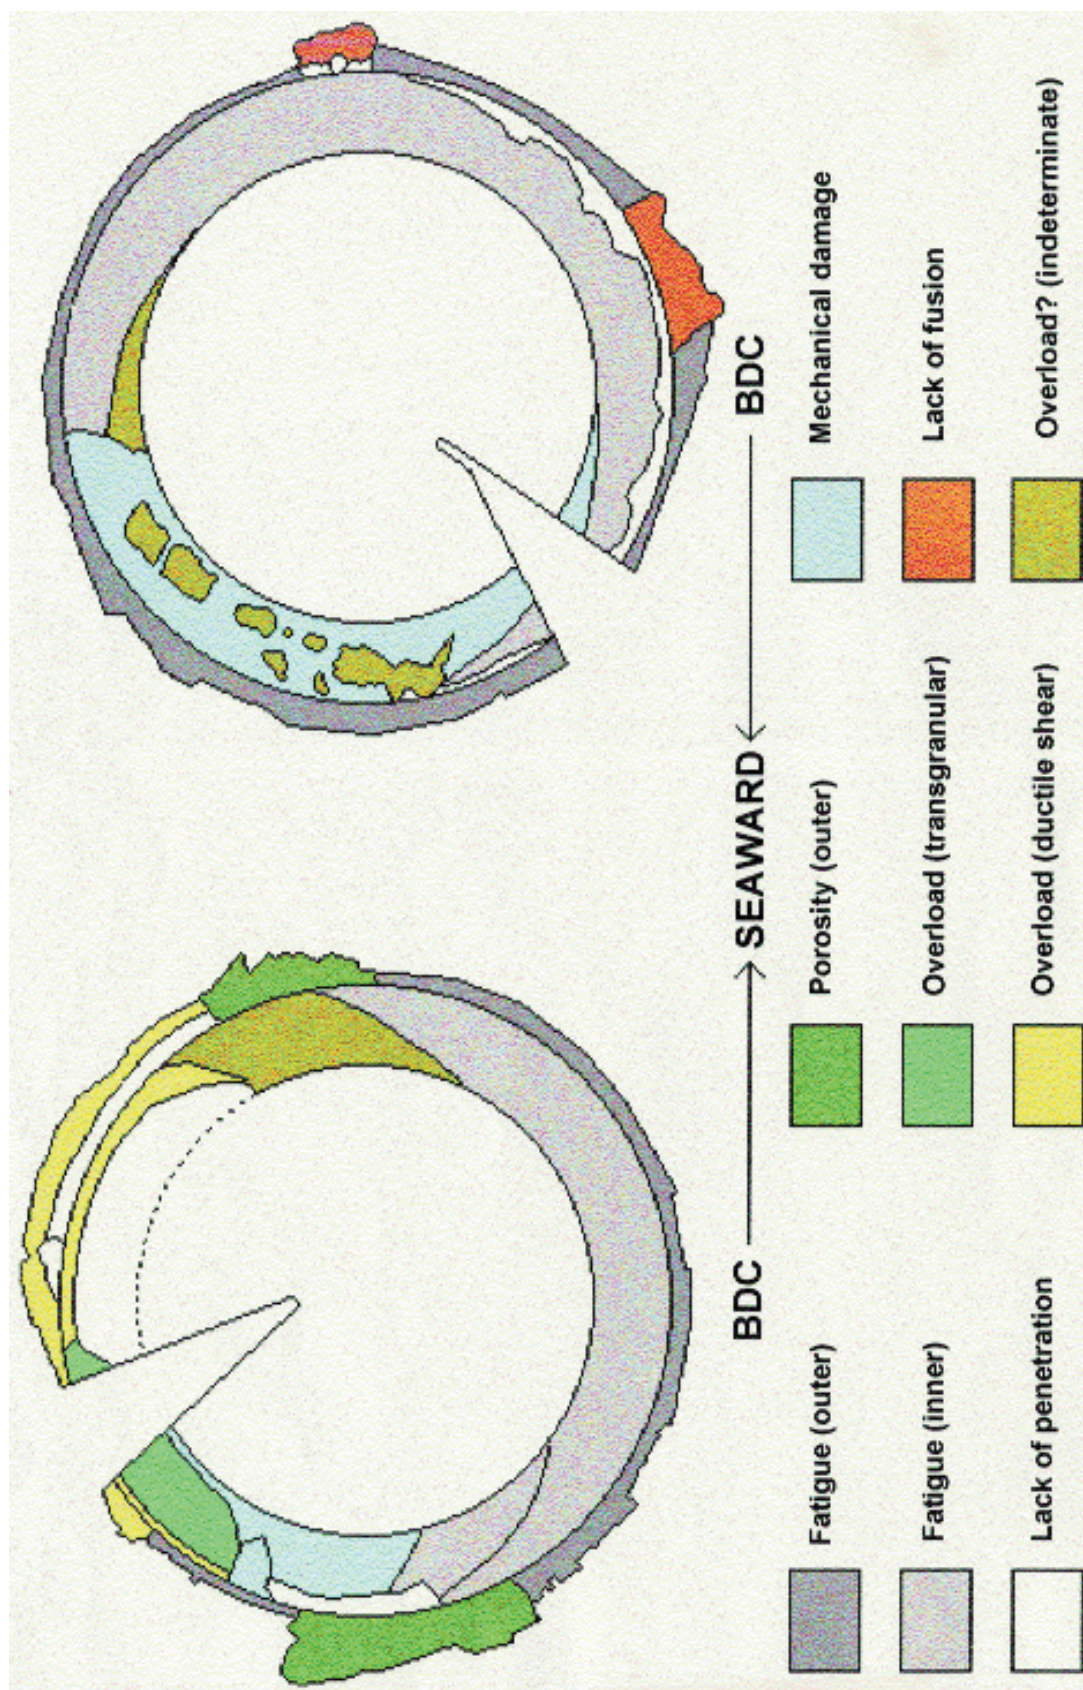 BDC → SEAWARD ← BDC
Fatigue (outer)
Porosity (outer)
Mechanical damage
Fatigue (inner)
Overload (transgranular)
Lack of fusion
Lack of penetration
Overload (ductile shear)
Overload? (indeterminate)